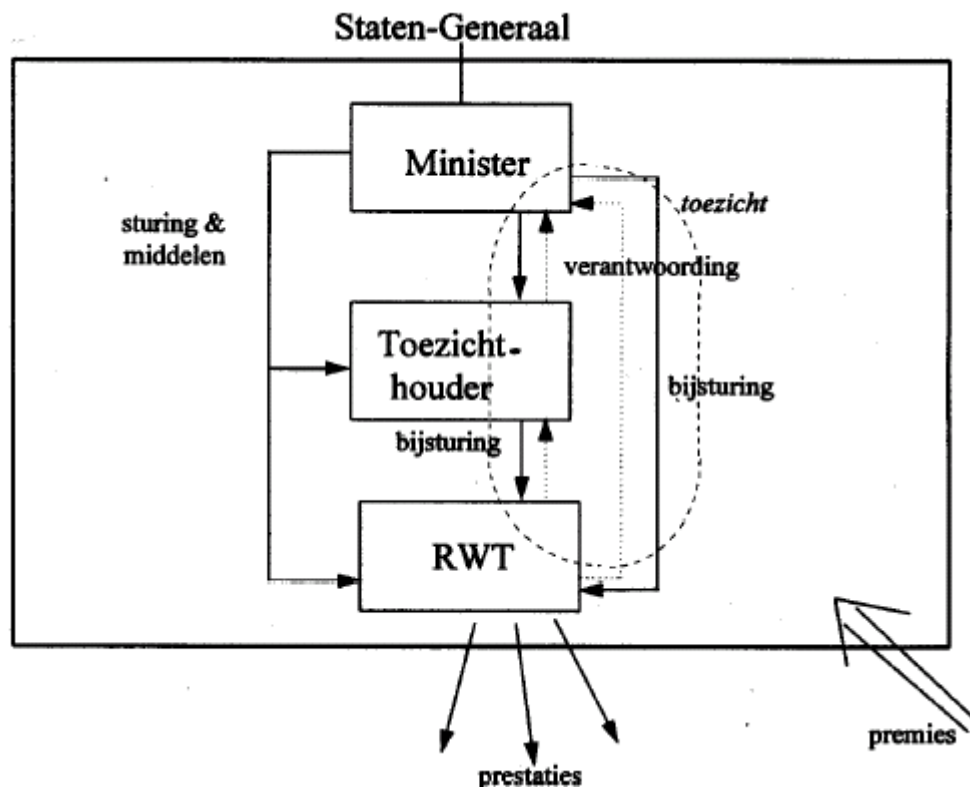 Staten-Generaal
Minister
toezicht
sturing &
middelen
verantwoording
Toezicht-
houder
bijsturing
bijsturing
RWT
premies
prestaties